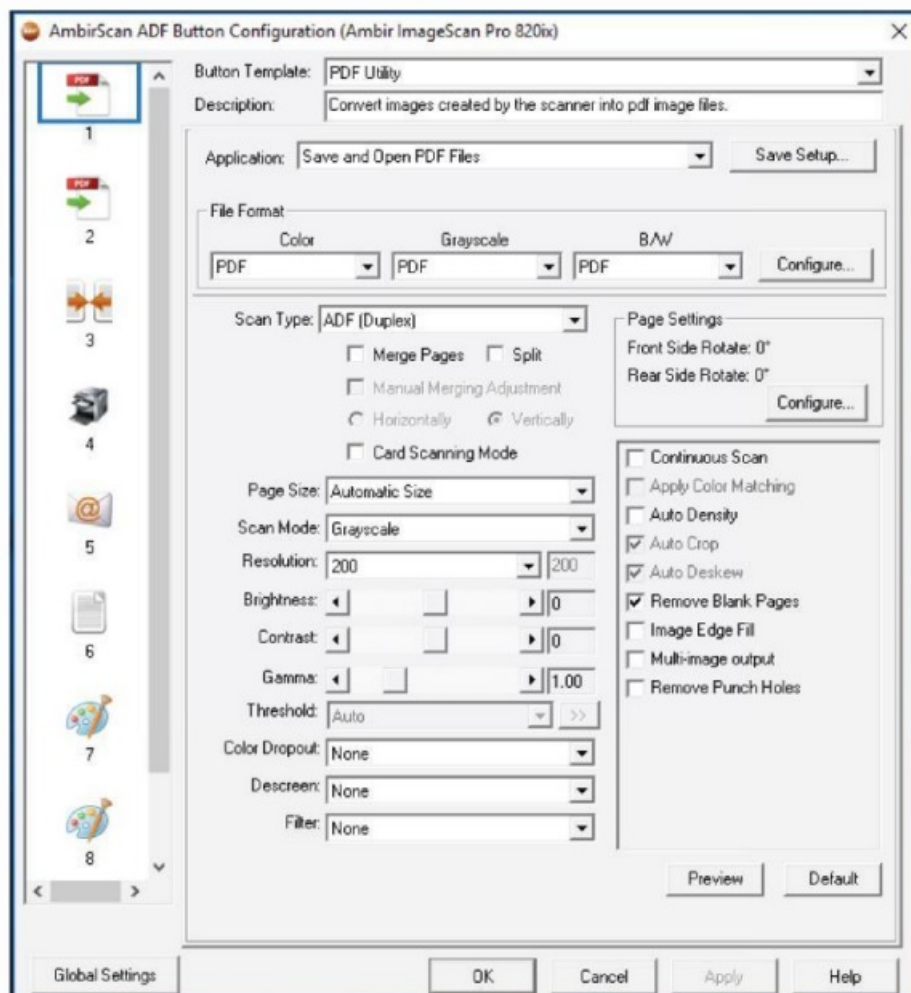 AmbirScan ADF Button Configuration (Ambir ImageScan Pro 820ix)
PDF
1
PDF
2
3
4
@
5
6
7
8
Button Template: PDF Utility
Description: Convert images created by the scanner into pdf image files.
Application: Save and Open PDF Files Save Setup...
File Format
Color Grayscale B/W
PDF PDF PDF Configure...
Scan Type: ADF (Duplex)
Merge Pages Split
Manual Merging Adjustment
Horizontally Vertically
Card Scanning Mode
Page Size: Automatic Size
Scan Mode: Grayscale
Resolution: 200 200
Brightness: 0
Contrast: 0
Gamma: 1.00
Threshold: Auto >>
Color Dropout: None
Descreen: None
Filter: None
Page Settings
Front Side Rotate: 0°
Rear Side Rotate: 0°
Configure...
Continuous Scan
Apply Color Matching
Auto Density
Auto Crop
Auto Deskew
Remove Blank Pages
Image Edge Fill
Multi-image output
Remove Punch Holes
Preview Default
Global Settings OK Cancel Apply Help